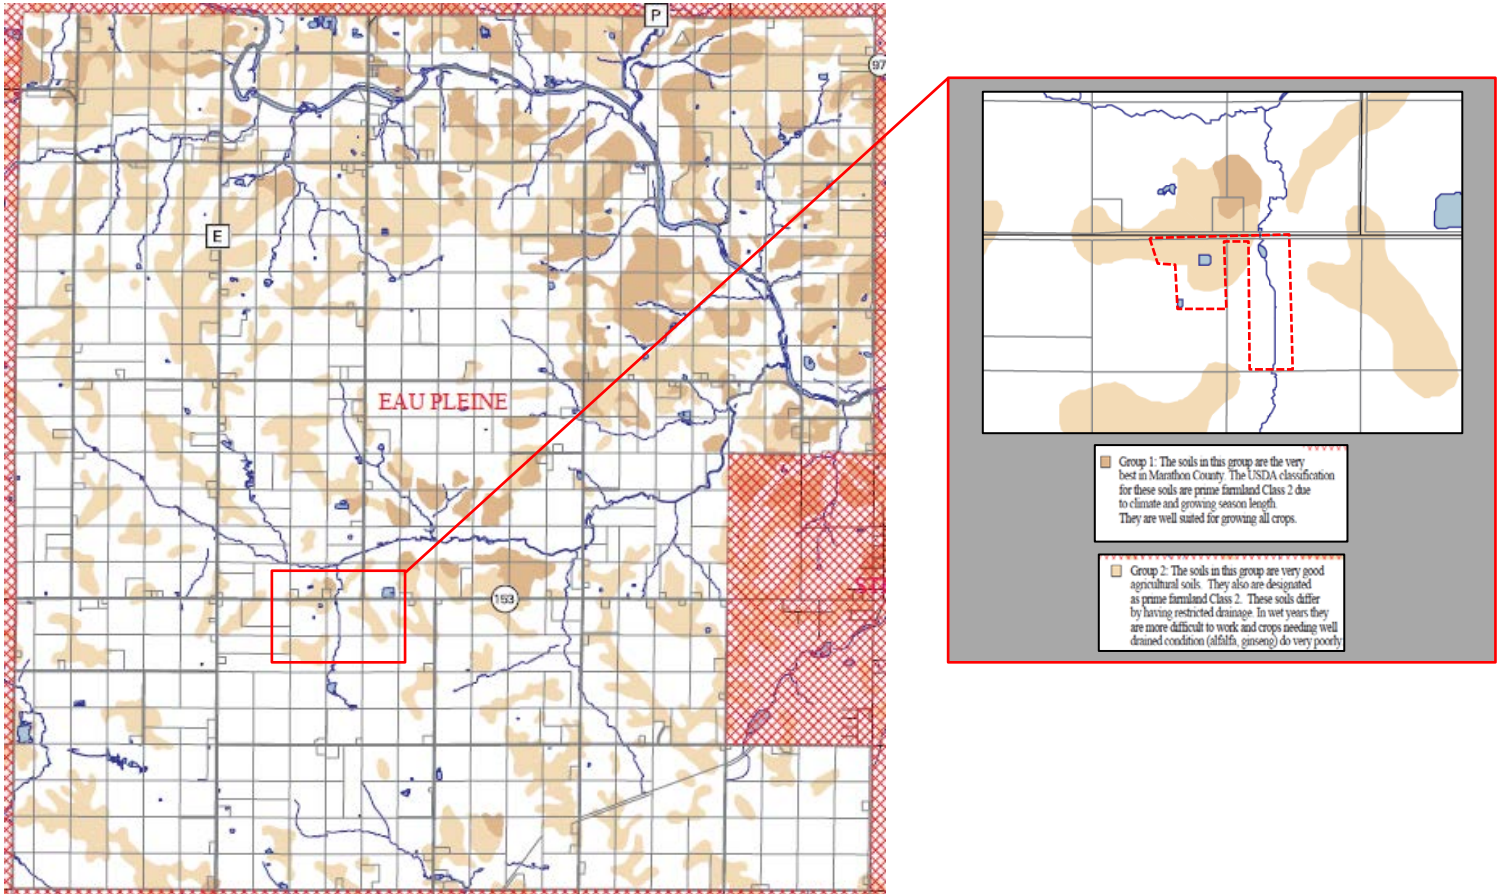 P
97
E
EAU PLEINE
153
Group 1: The soils in this group are the very
best in Marathon County. The USDA classification
for these soils are prime farmland Class 2 due
to climate and growing season length.
They are well suited for growing all crops.
Group 2: The soils in this group are very good
agricultural soils. They also are designated
as prime farmland Class 2. These soils differ
by having restricted drainage. In wet years they
are more difficult to work and crops needing well
drained condition (alfalfa, ginseng) do very poorly